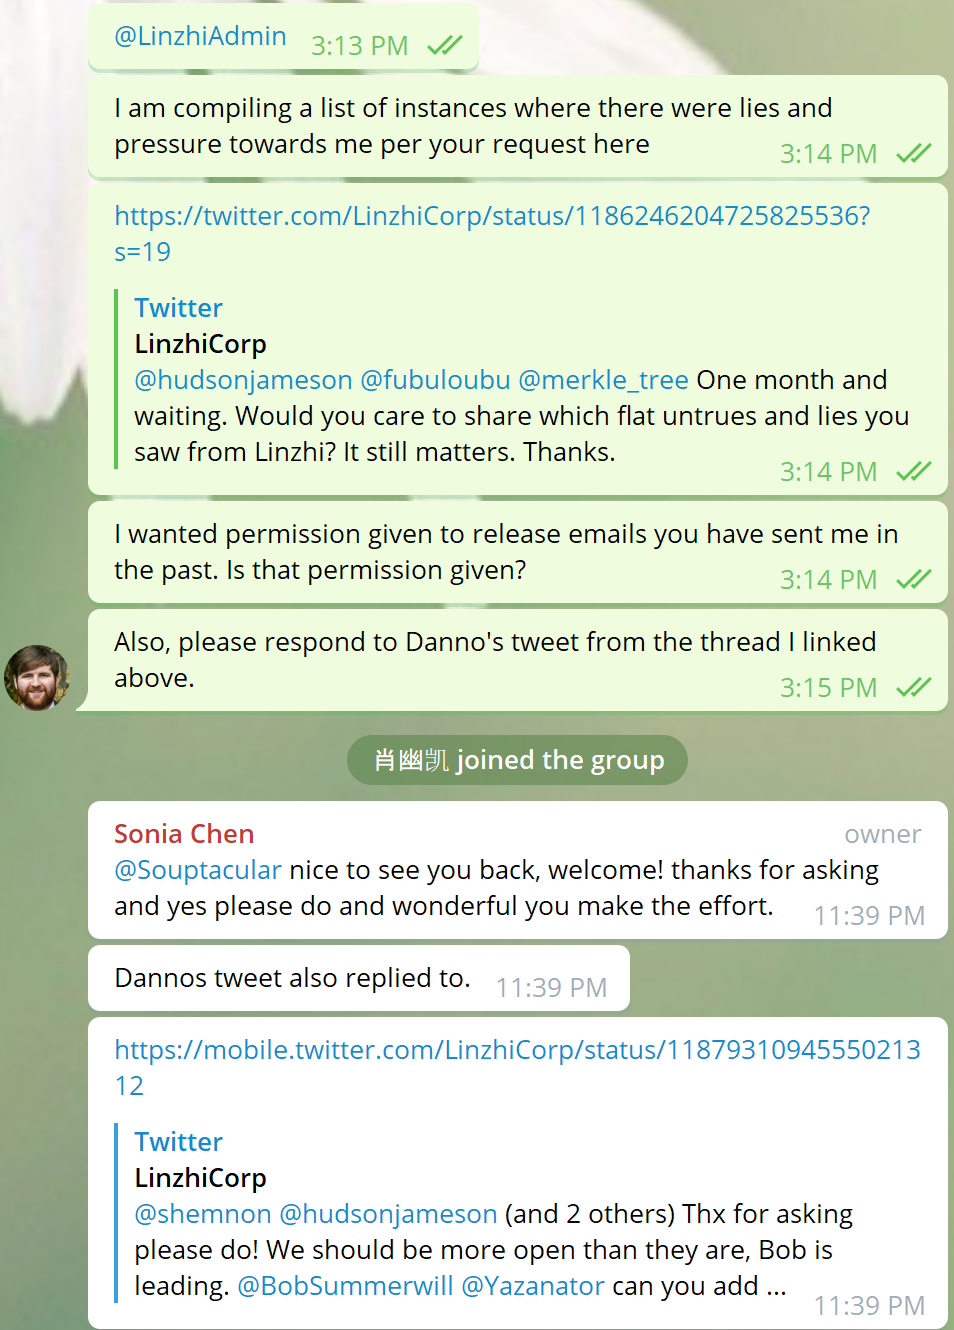 @LinzhiAdmin 3:13 PM
I am compiling a list of instances where there were lies and
pressure towards me per your request here 3:14 PM
https://twitter.com/LinzhiCorp/status/1186246204725825536?
s=19
Twitter
LinzhiCorp
@hudsonjameson @fubuloubu @merkle_tree One month and
waiting. Would you care to share which flat untrues and lies you
saw from Linzhi? It still matters. Thanks.
3:14 PM
I wanted permission given to release emails you have sent me in
the past. Is that permission given? 3:14 PM
Also, please respond to Danno's tweet from the thread I linked
above. 3:15 PM
肖幽凯 joined the group
Sonia Chen owner
@Souptacular nice to see you back, welcome! thanks for asking
and yes please do and wonderful you make the effort. 11:39 PM
Dannos tweet also replied to. 11:39 PM
https://mobile.twitter.com/LinzhiCorp/status/11879310945550213
12
Twitter
LinzhiCorp
@shemnon @hudsonjameson (and 2 others) Thx for asking
please do! We should be more open than they are, Bob is
leading. @BobSummerwill @Yazanator can you add ...
11:39 PM